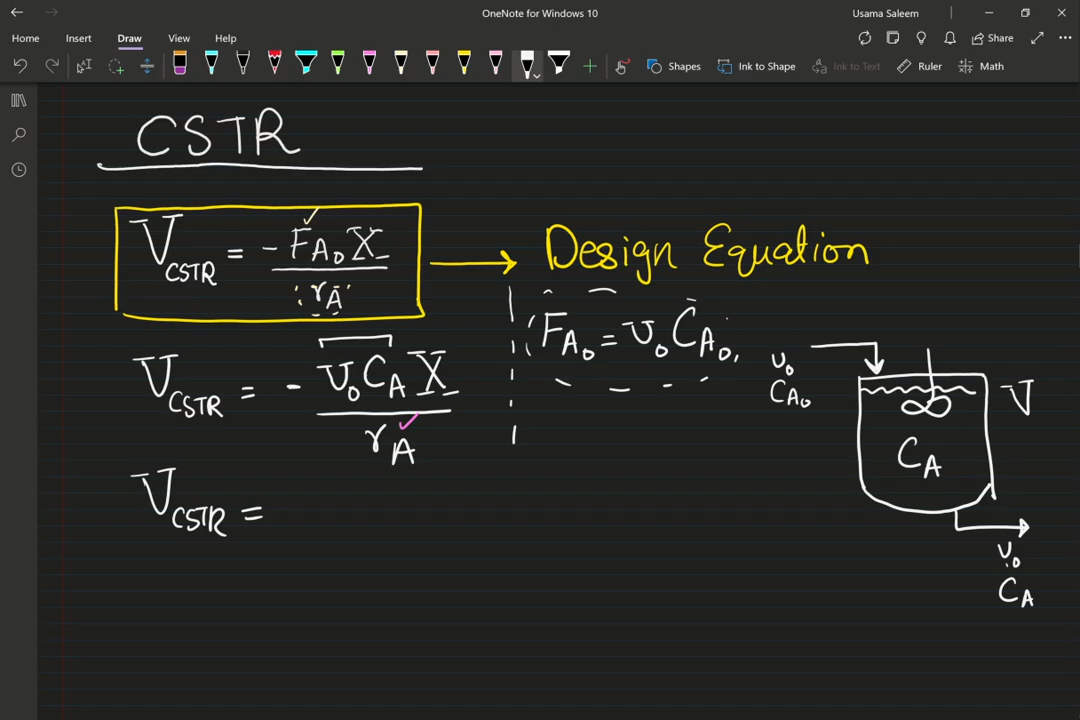 OneNote for Windows 10
Usama Saleem
Home Insert Draw View Help
Share
Shapes Ink to Shape Ink to Text Ruler Math
CSTR
V_CSTR = - F_A₀ X / r_A
Design Equation
F_A₀ = υ₀ C_A₀
V_CSTR = - υ₀ C_A X / r_A
V_CSTR =
υ₀
C_A₀
V
C_A
υ₀
C_A